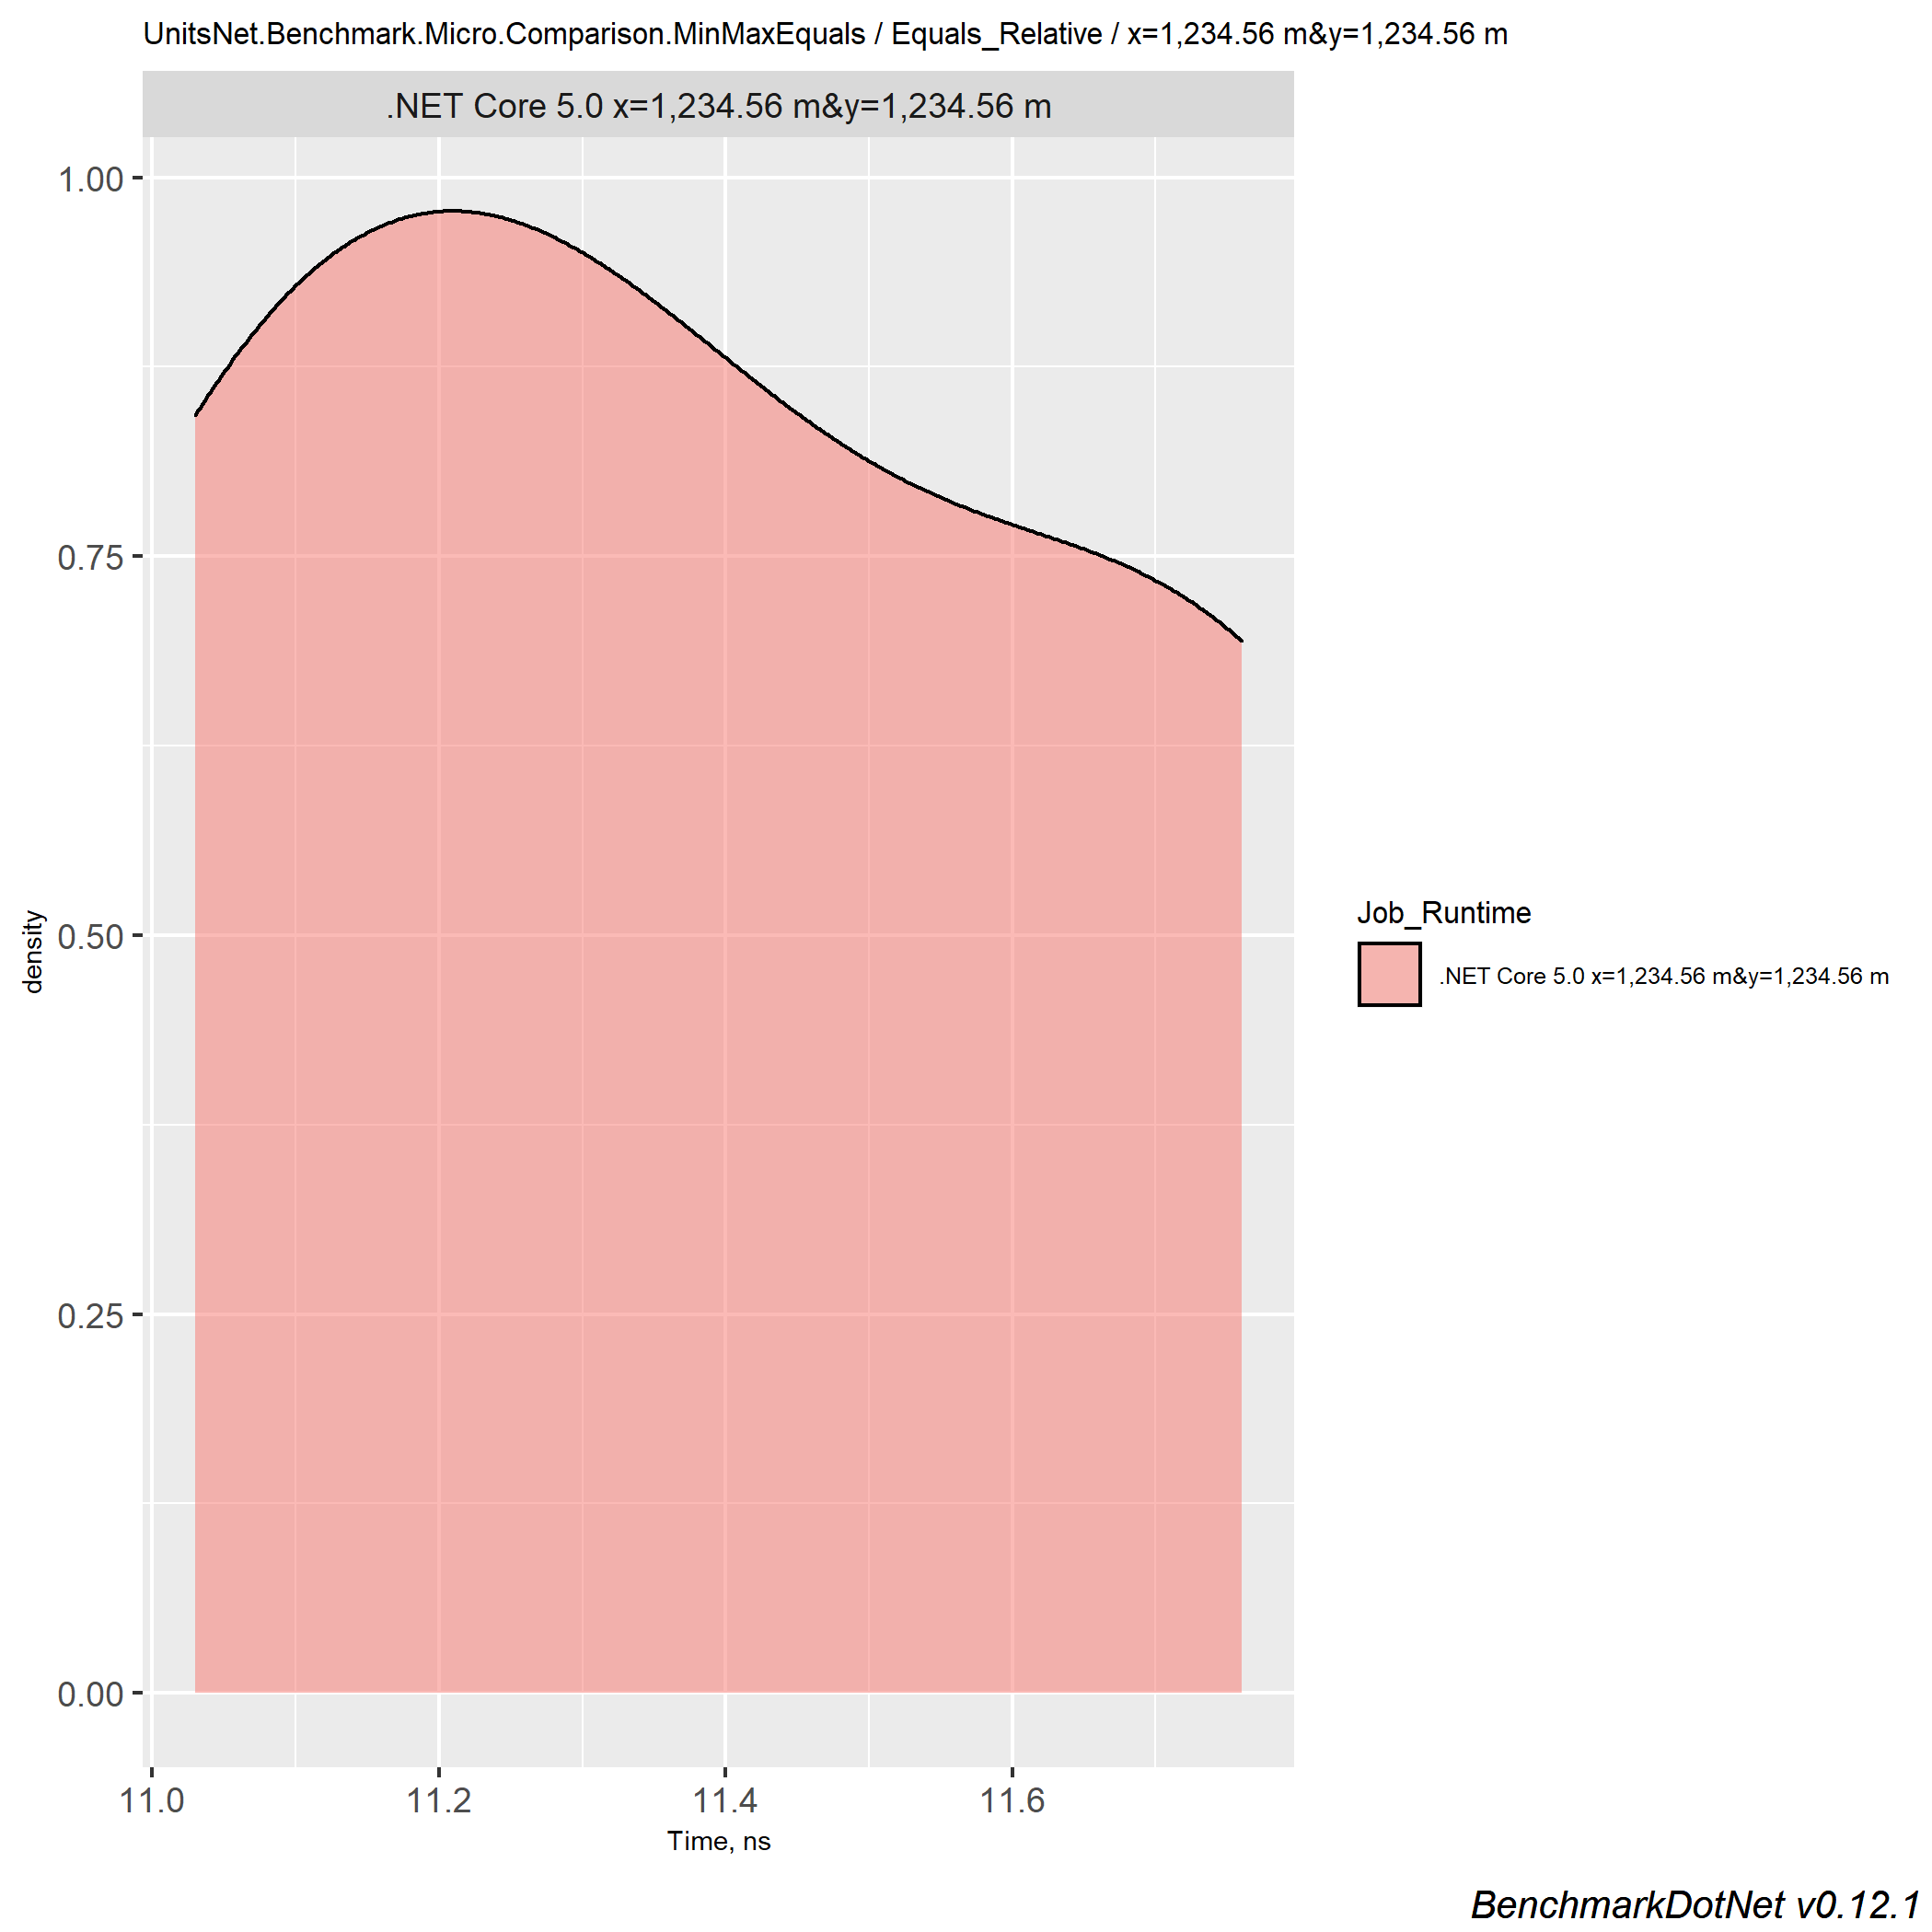 UnitsNet.Benchmark.Micro.Comparison.MinMaxEquals / Equals_Relative / x=1,234.56 m&y=1,234.56 m
.NET Core 5.0 x=1,234.56 m&y=1,234.56 m
1.00
0.75
0.50
0.25
0.00
density
11.0 11.2 11.4 11.6
Time, ns
Job_Runtime
.NET Core 5.0 x=1,234.56 m&y=1,234.56 m
BenchmarkDotNet v0.12.1